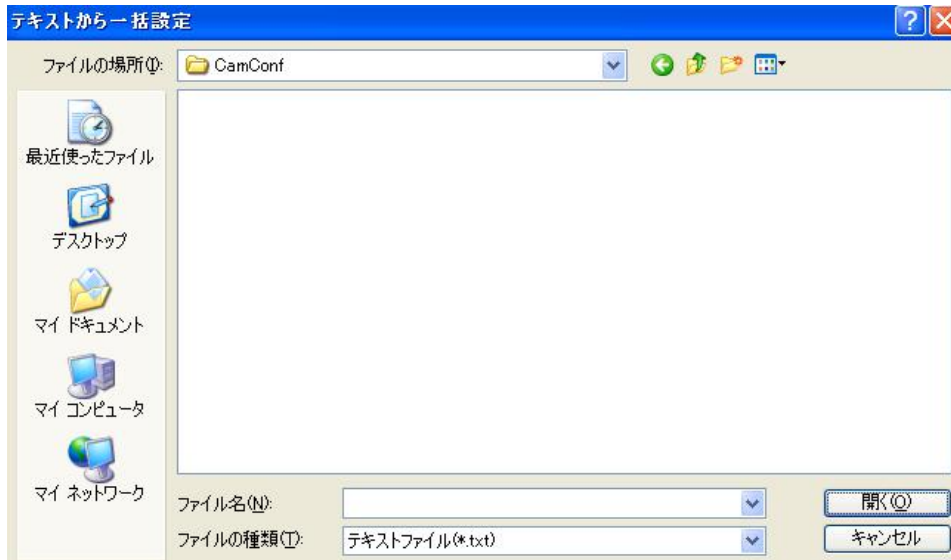 テキストから一括設定
ファイルの場所(I):
CamConf
最近使ったファイル
デスクトップ
マイ ドキュメント
マイ コンピュータ
マイ ネットワーク
ファイル名(N):
開く(O)
ファイルの種類(T):
テキストファイル(*.txt)
キャンセル